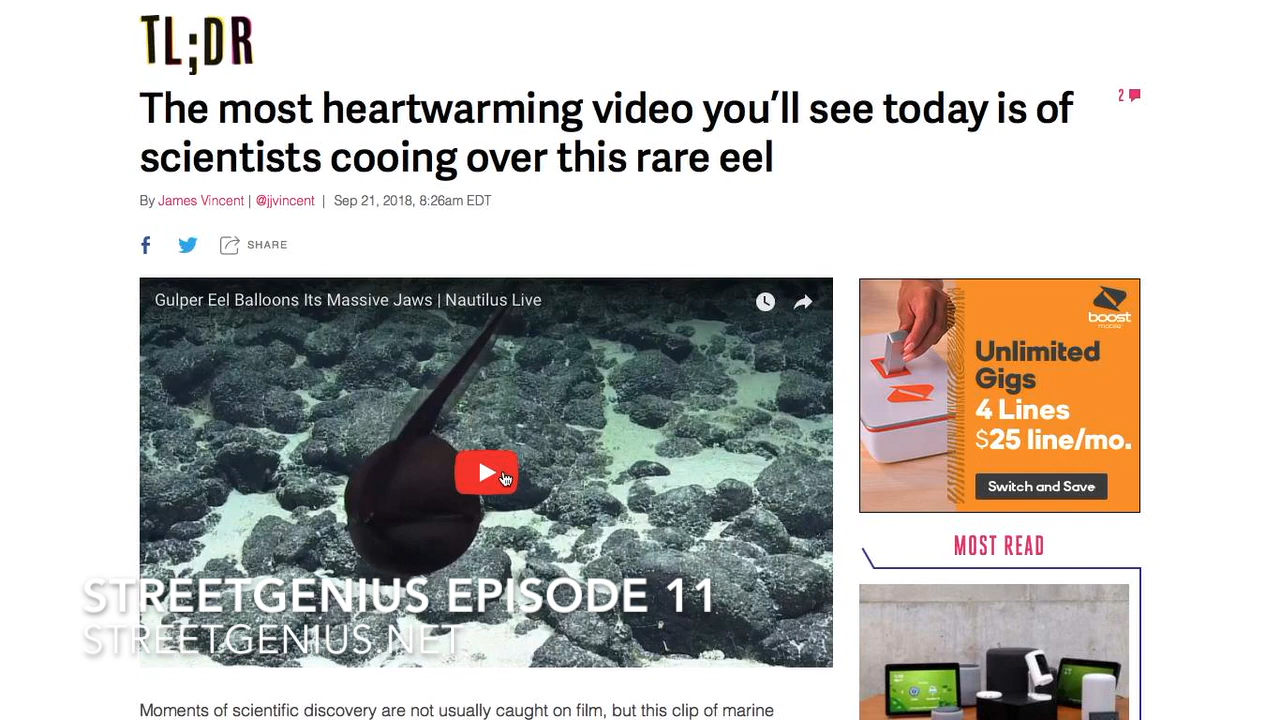 TL;DR
The most heartwarming video you'll see today is of
scientists cooing over this rare eel
2
By James Vincent | @jjvincent | Sep 21, 2018, 8:26am EDT
SHARE
Gulper Eel Balloons Its Massive Jaws | Nautilus Live
boost
mobile
Unlimited
Gigs
4 Lines
$25 line/mo.
Switch and Save
MOST READ
STREETGENIUS EPISODE 11
STREETGENIUS.NET
Moments of scientific discovery are not usually caught on film, but this clip of marine